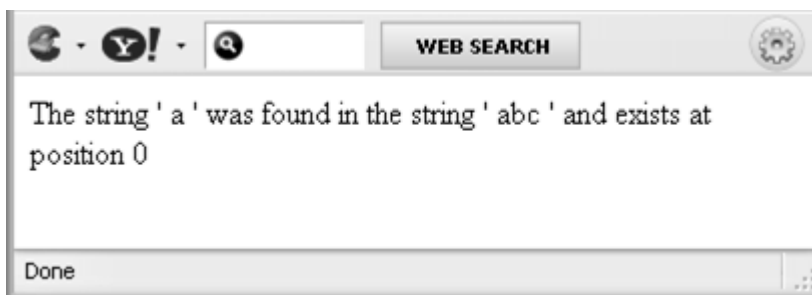 Y! WEB SEARCH
The string ' a ' was found in the string ' abc ' and exists at
position 0
Done